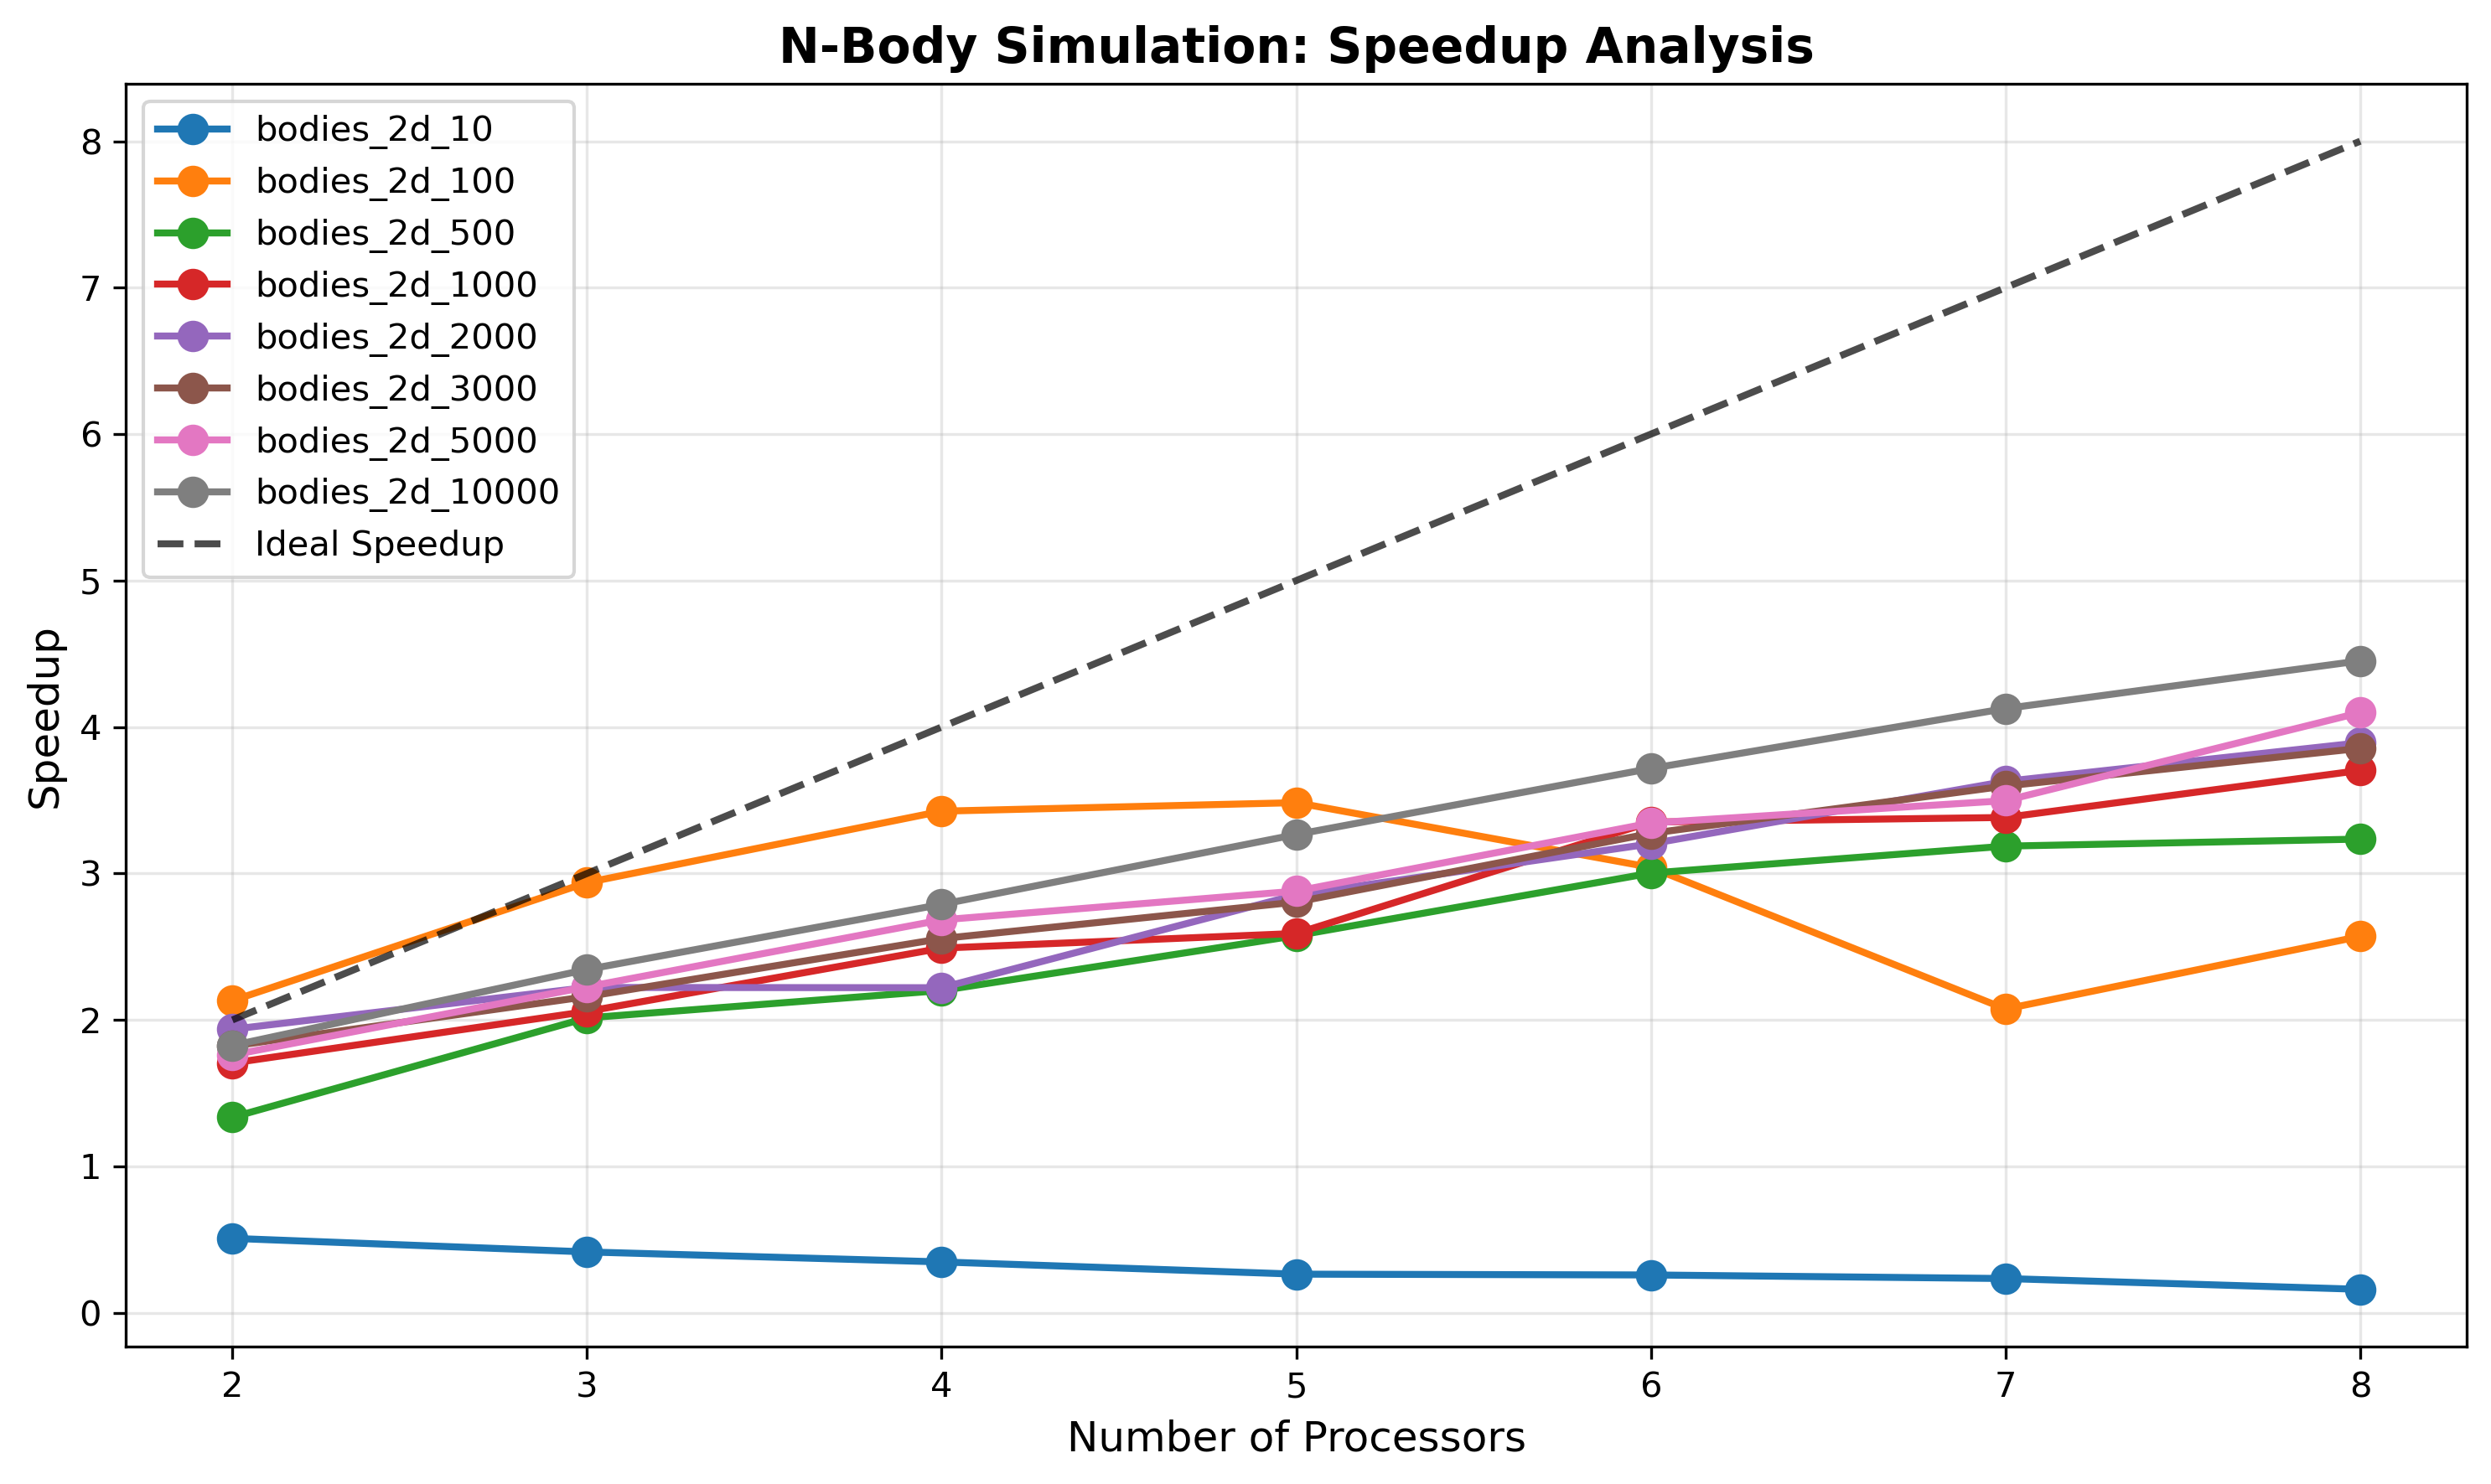 N-Body Simulation: Speedup Analysis
bodies_2d_10
bodies_2d_100
bodies_2d_500
bodies_2d_1000
bodies_2d_2000
bodies_2d_3000
bodies_2d_5000
bodies_2d_10000
Ideal Speedup
Speedup
8
7
6
5
4
3
2
1
0
2 3 4 5 6 7 8
Number of Processors